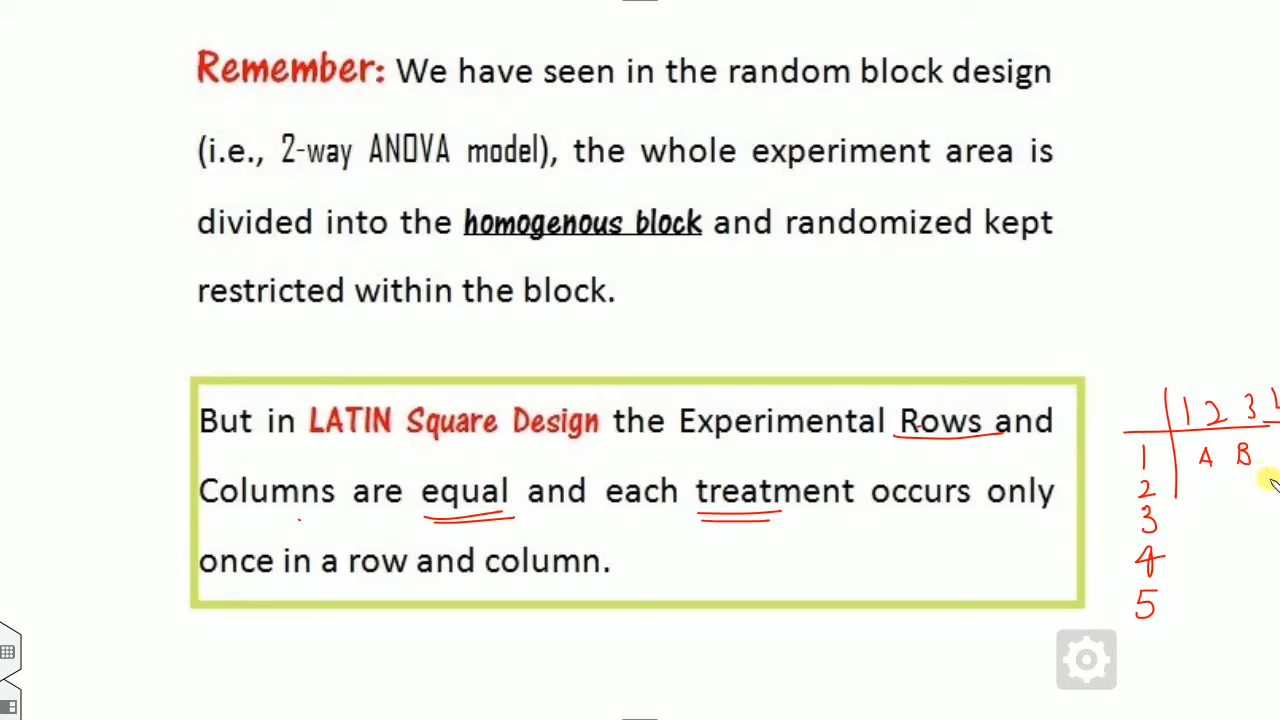 Remember: We have seen in the random block design
(i.e., 2-way ANOVA model), the whole experiment area is
divided into the homogenous block and randomized kept
restricted within the block.
But in LATIN Square Design the Experimental Rows and
Columns are equal and each treatment occurs only
once in a row and column.
1 2 3
1 A B
2
3
4
5